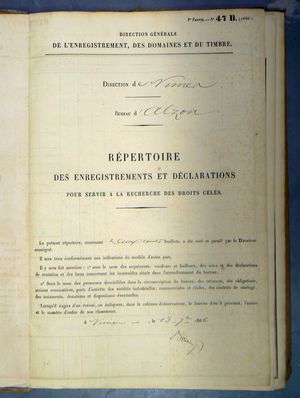 Iʳᵉ Partie. — N° 47 B. (1866.)
DIRECTION GÉNÉRALE
DE L'ENREGISTREMENT, DES DOMAINES ET DU TIMBRE.
DIRECTION de Nimes
BUREAU d'Alzon
RÉPERTOIRE
DES ENREGISTREMENTS ET DÉCLARATIONS
POUR SERVIR À LA RECHERCHE DES DROITS CELÉS.
Le présent répertoire, contenant feuillets, a été coté et paraphé par le Directeur
soussigné.
Il sera tenu conformément aux indications du modèle d'autre part.
Il y sera fait mention : 1° sous le nom des acquéreurs, vendeurs et bailleurs, des actes et des déclarations
de mutation et des baux concernant les immeubles situés dans l'arrondissement du bureau.
2° Sous le nom des personnes domiciliées dans la circonscription du bureau, des créances, des obligations,
actions nominatives, parts d'intérêts des sociétés industrielles, commerciales et civiles, des contrats de mariage,
des testaments, donations et dispositions éventuelles.
Lorsqu'il s'agira d'un renvoi, on indiquera, dans la colonne d'observations, le bureau d'où il provient, l'année
et le numéro d'ordre de son classement.
A Nimes le 13